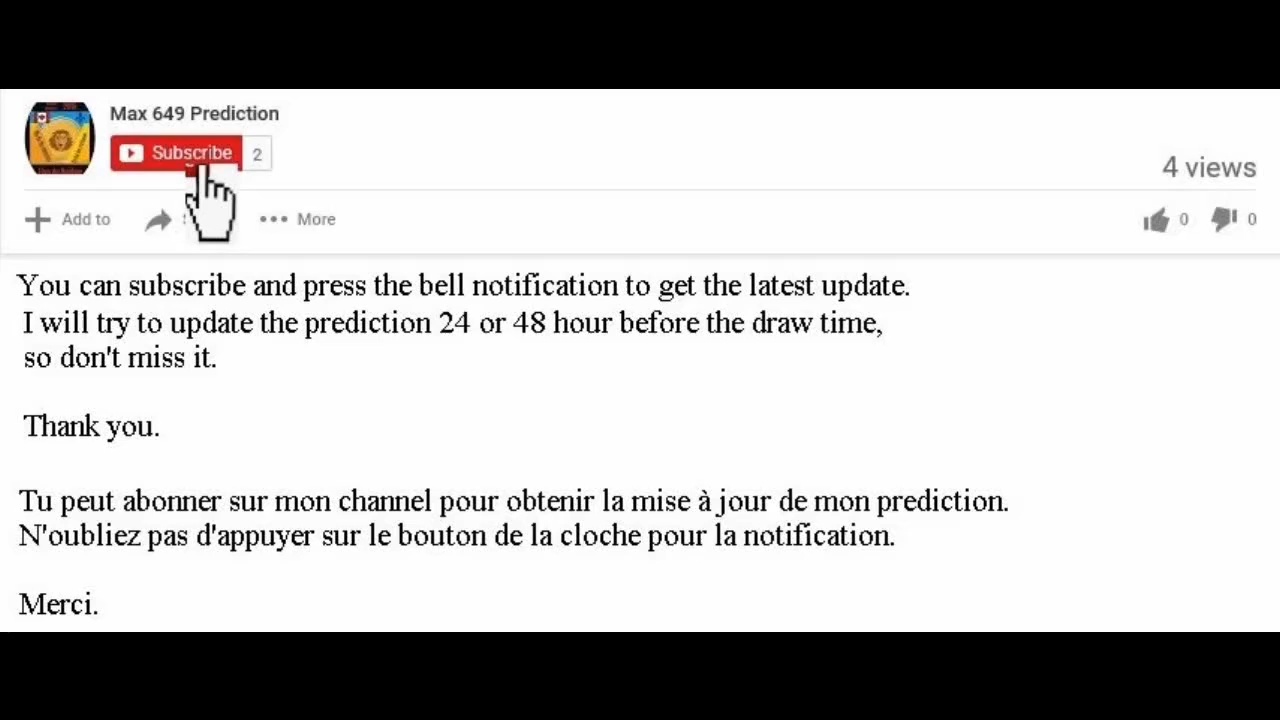 Max 649 Prediction
Subscribe 2
4 views
Add to
More
0 0
You can subscribe and press the bell notification to get the latest update.
I will try to update the prediction 24 or 48 hour before the draw time,
so don't miss it.
Thank you.
Tu peut abonner sur mon channel pour obtenir la mise à jour de mon prediction.
N'oubliez pas d'appuyer sur le bouton de la cloche pour la notification.
Merci.